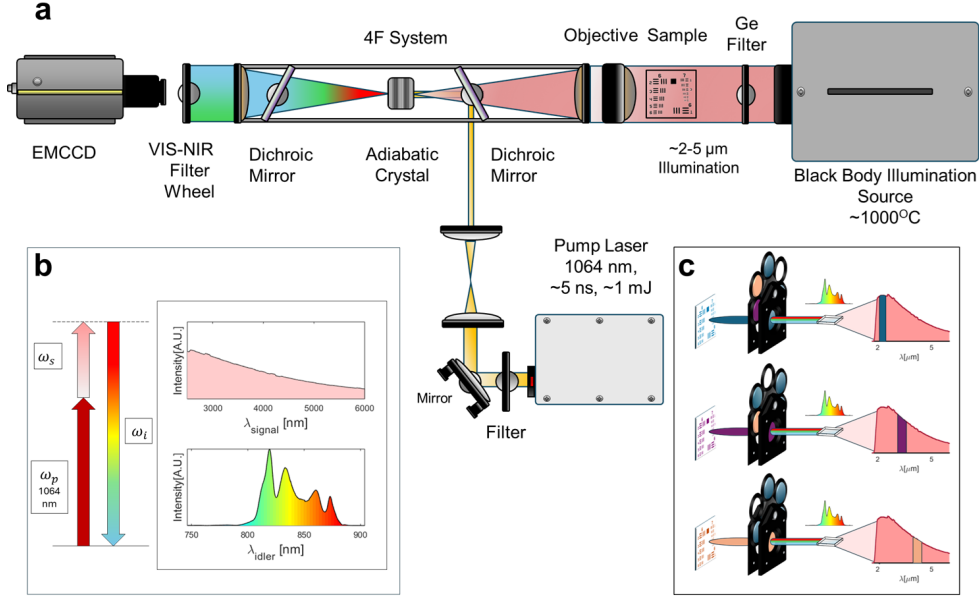 a
4F System
Objective
Sample
Ge
Filter
EMCCD
VIS-NIR
Filter
Wheel
Dichroic
Mirror
Adiabatic
Crystal
Dichroic
Mirror
~2-5 µm
Illumination
Black Body Illumination
Source
~1000ᴼC
Pump Laser
1064 nm,
~5 ns, ~1 mJ
Mirror
Filter
b
ωs
ωp
1064
nm
ωi
Intensity[A.U.]
3000
4000
5000
6000
λsignal [nm]
Intensity[A.U.]
750
800
850
900
λidler [nm]
c
2
5
λ[µm]
2
5
λ[µm]
2
5
λ[µm]